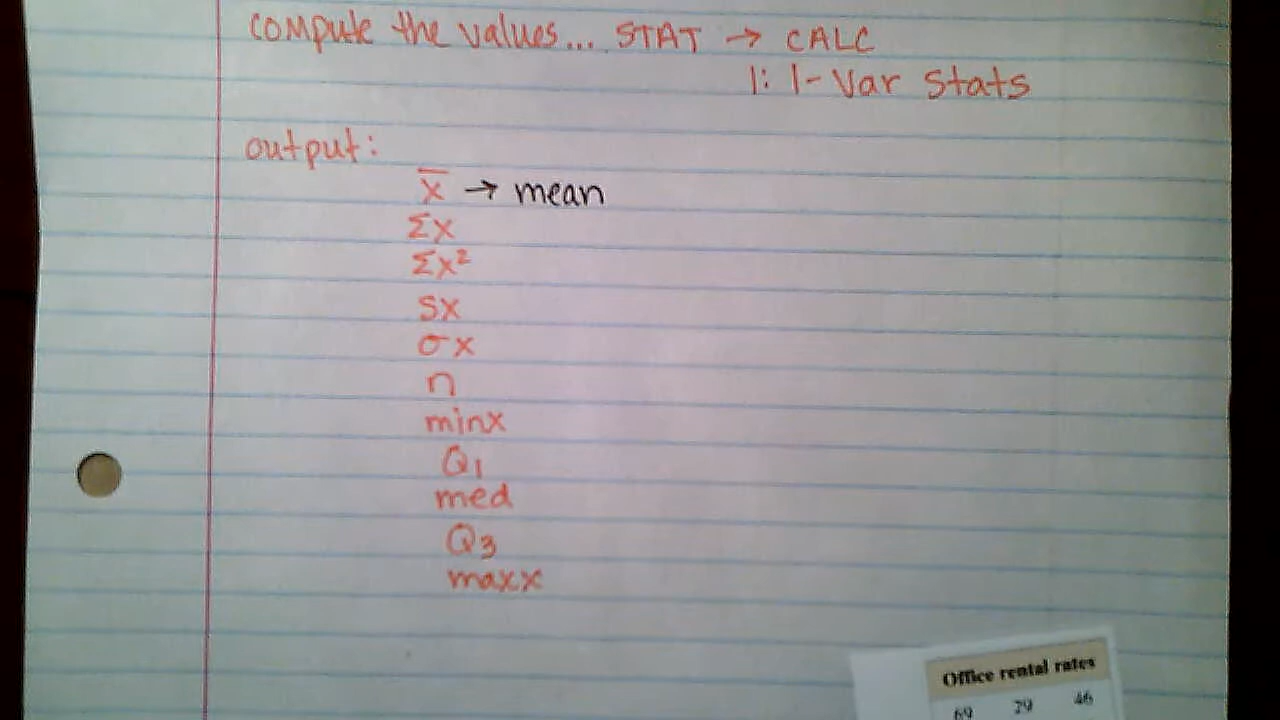 compute the values... STAT → CALC
1: 1-Var Stats
output:
x̅ → mean
Σx
Σx²
Sx
σx
n
minx
Q₁
med
Q₃
maxx
Office rental rates
69 79 46